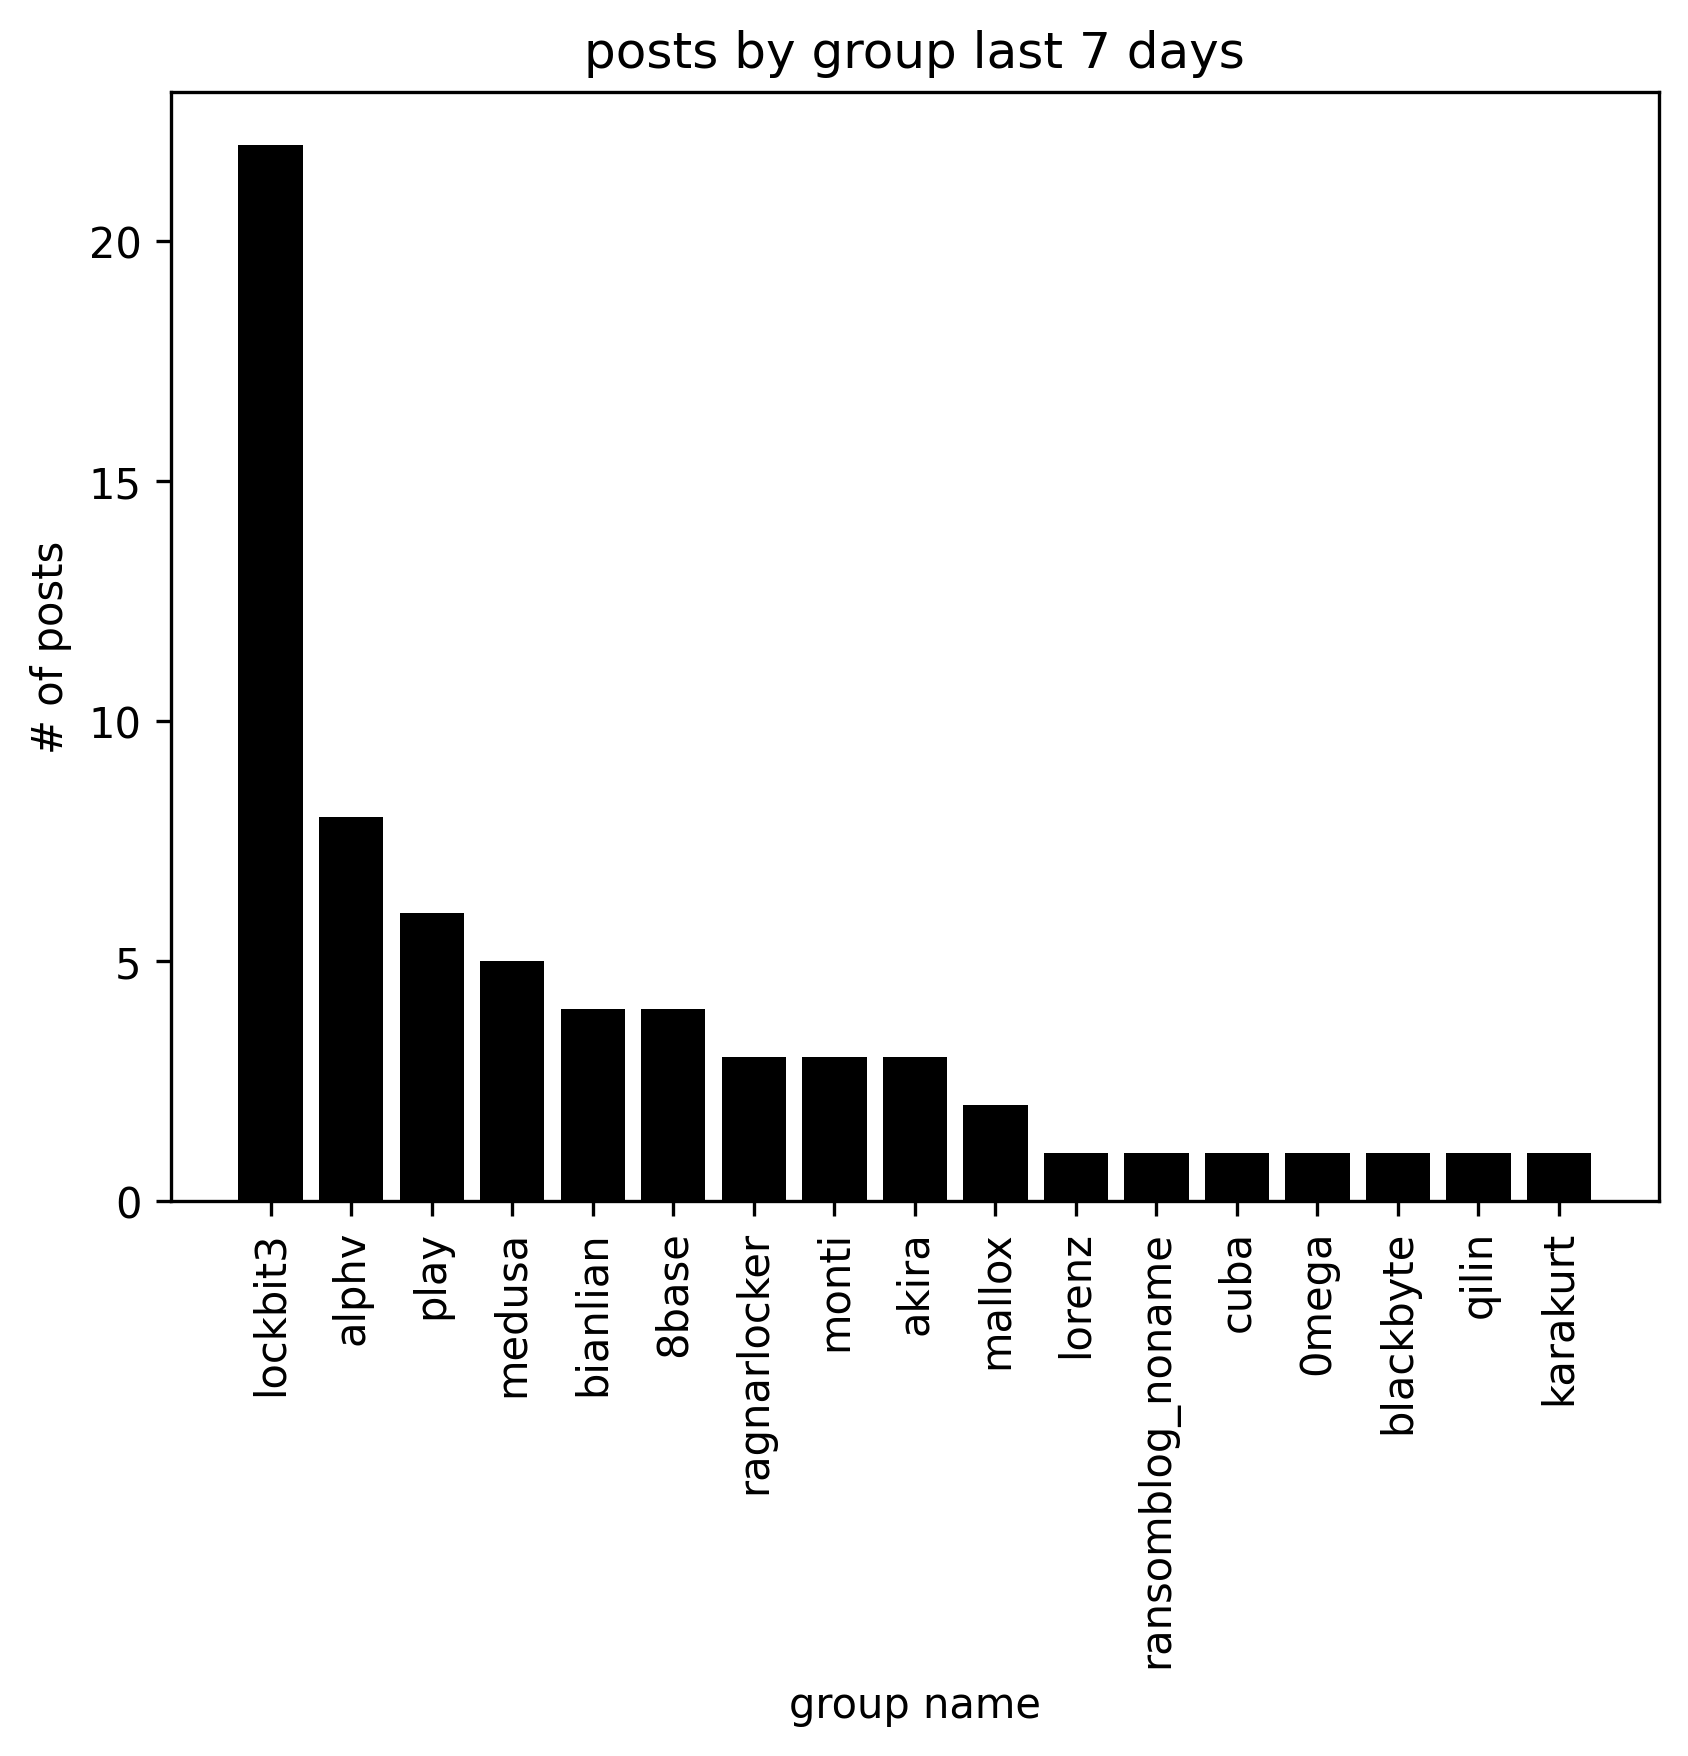 posts by group last 7 days
# of posts
20
15
10
5
0
lockbit3
alphv
play
medusa
bianlian
8base
ragnarlocker
monti
akira
mallox
lorenz
ransomblog_noname
cuba
0mega
blackbyte
qilin
karakurt
group name